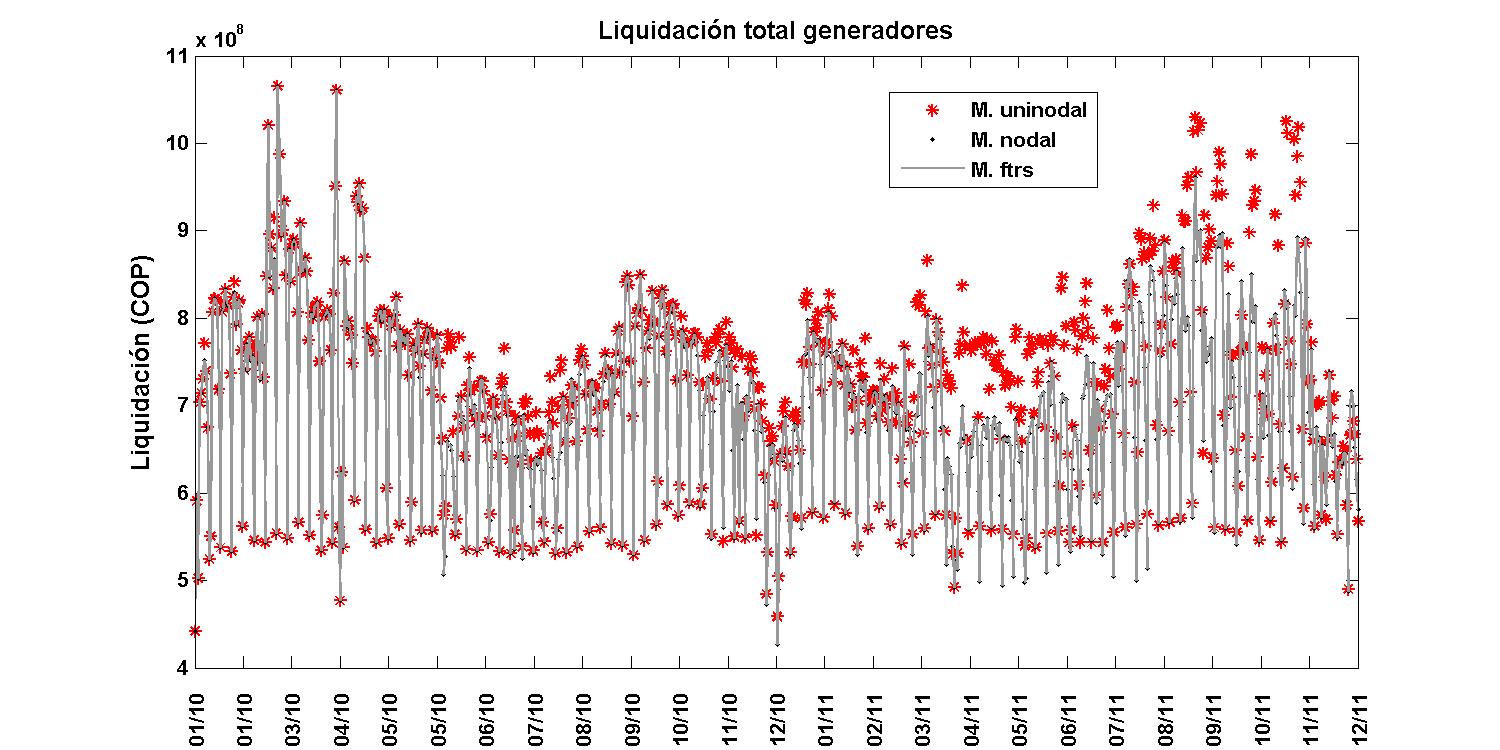 Liquidación total generadores
x 10^8
11
10
9
8
7
6
5
4
Liquidación (COP)
M. uninodal
M. nodal
M. ftrs
01/10 01/10 03/10 04/10 05/10 05/10 07/10 07/10 09/10 09/10 10/10 11/10 12/10 01/11 02/11 03/11 04/11 05/11 06/11 07/11 08/11 09/11 10/11 11/11 12/11